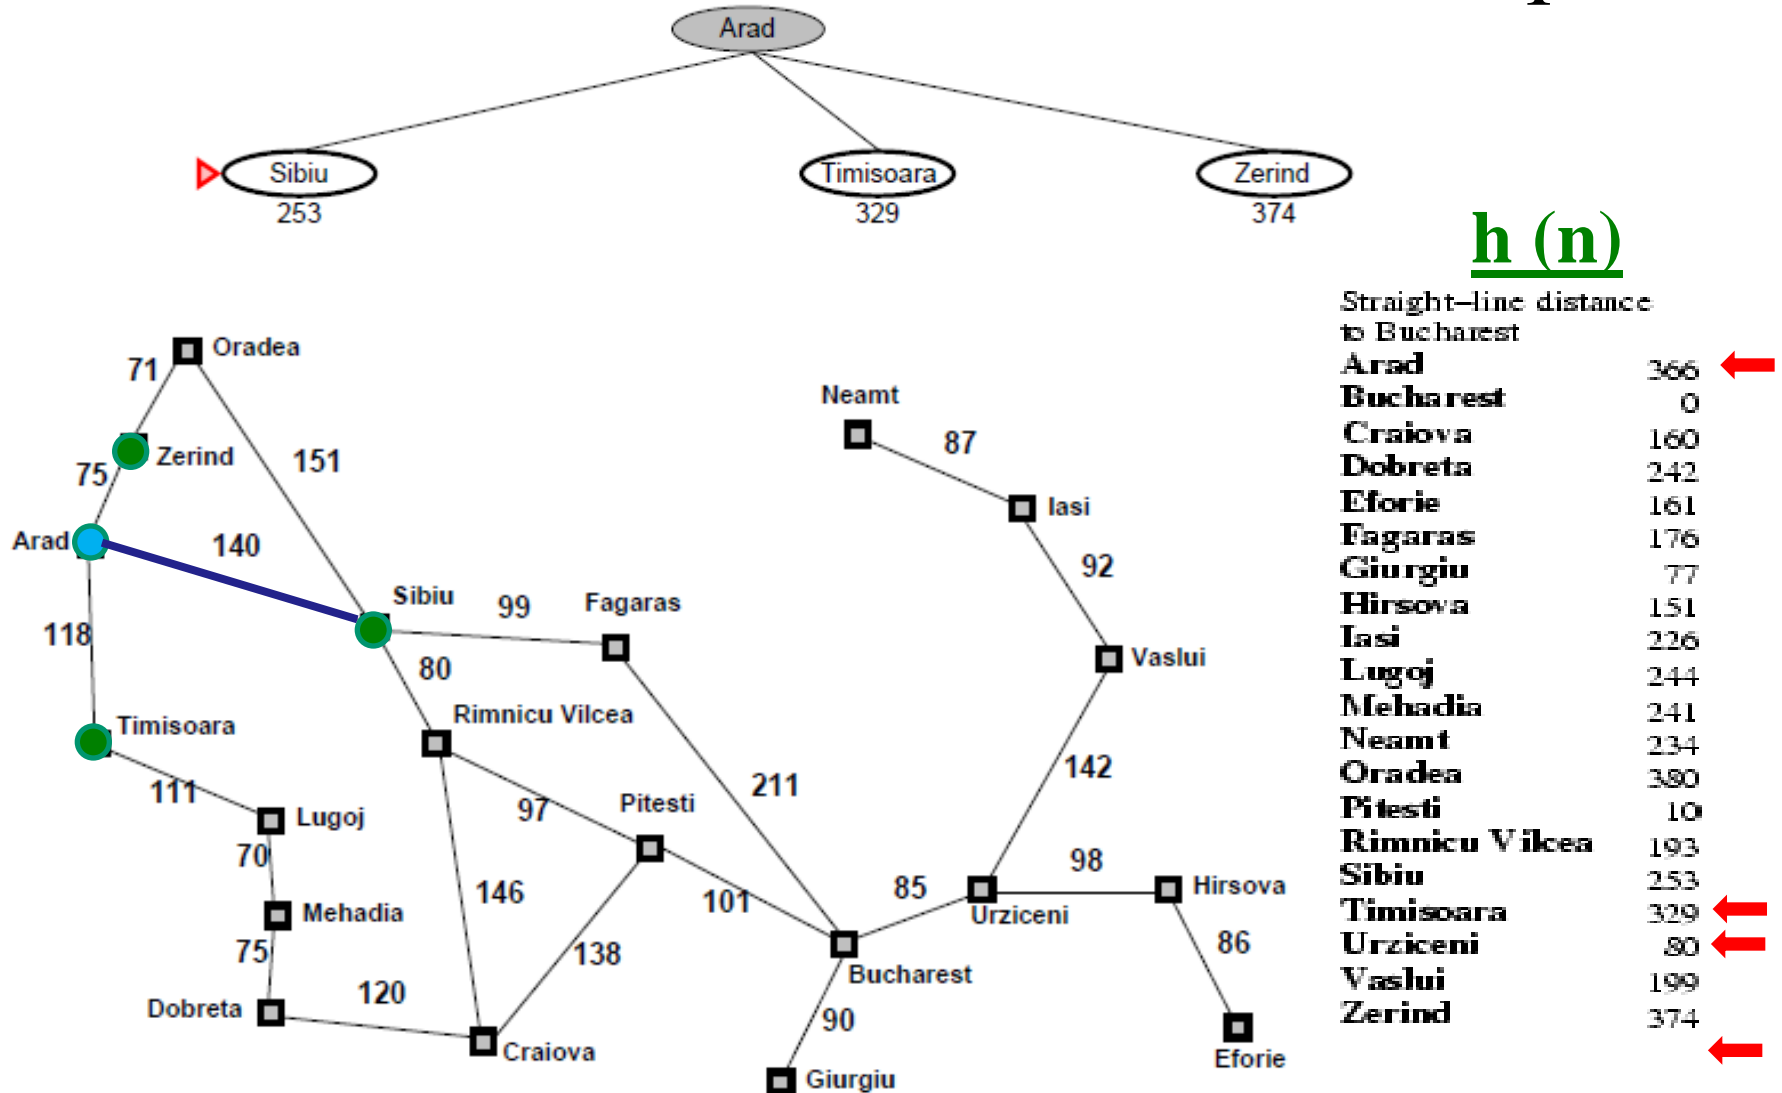 Arad
Sibiu
Timisoara
Zerind
253
329
374
h (n)
Straight–line distance
to Bucharest
Arad 366
Bucharest 0
Craiova 160
Dobreta 242
Eforie 161
Fagaras 176
Giurgiu 77
Hirsova 151
Iasi 226
Lugoj 244
Mehadia 241
Neamt 234
Oradea 380
Pitesti 10
Rimnicu Vilcea 193
Sibiu 253
Timisoara 329
Urziceni 80
Vaslui 199
Zerind 374
Oradea
71
Neamt
87
Zerind
151
75
Iasi
Arad
140
92
Sibiu
99
Fagaras
118
80
Vaslui
Timisoara
Rimnicu Vilcea
142
211
111
97
Pitesti
Lugoj
70
98
146
101
85
Hirsova
Mehadia
Urziceni
75
138
86
Bucharest
120
Dobreta
90
Craiova
Eforie
Giurgiu